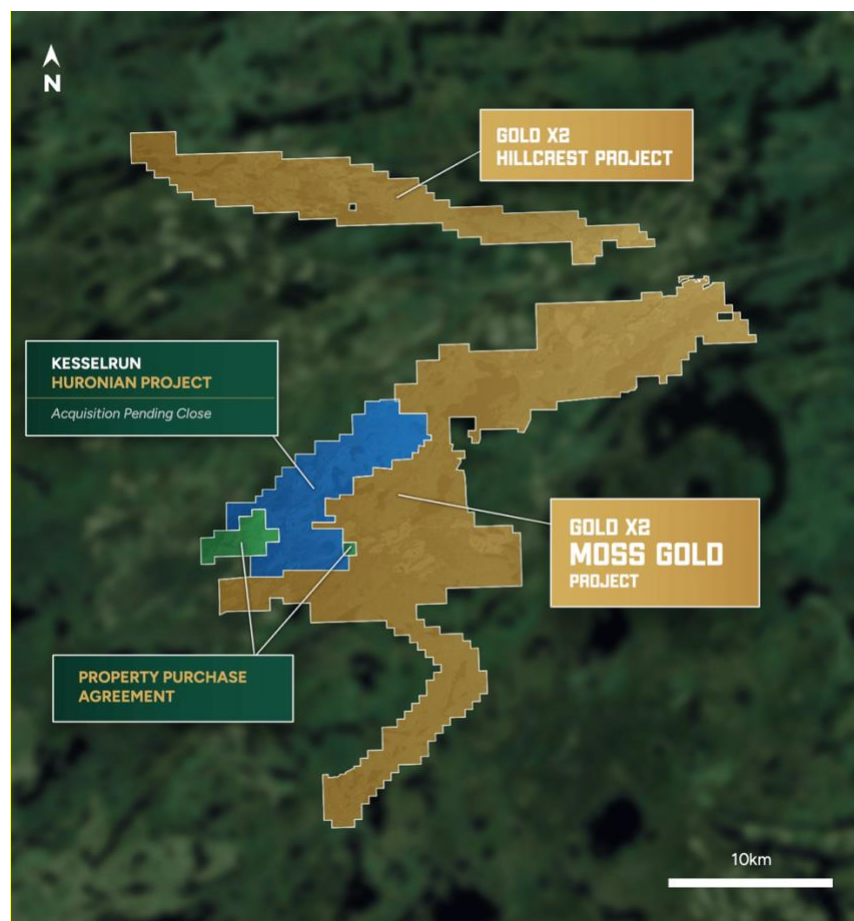 N
GOLD X2
HILLCREST PROJECT
KESSELRUN
HURONIAN PROJECT
Acquisition Pending Close
GOLD X2
MOSS GOLD
PROJECT
PROPERTY PURCHASE
AGREEMENT
10km